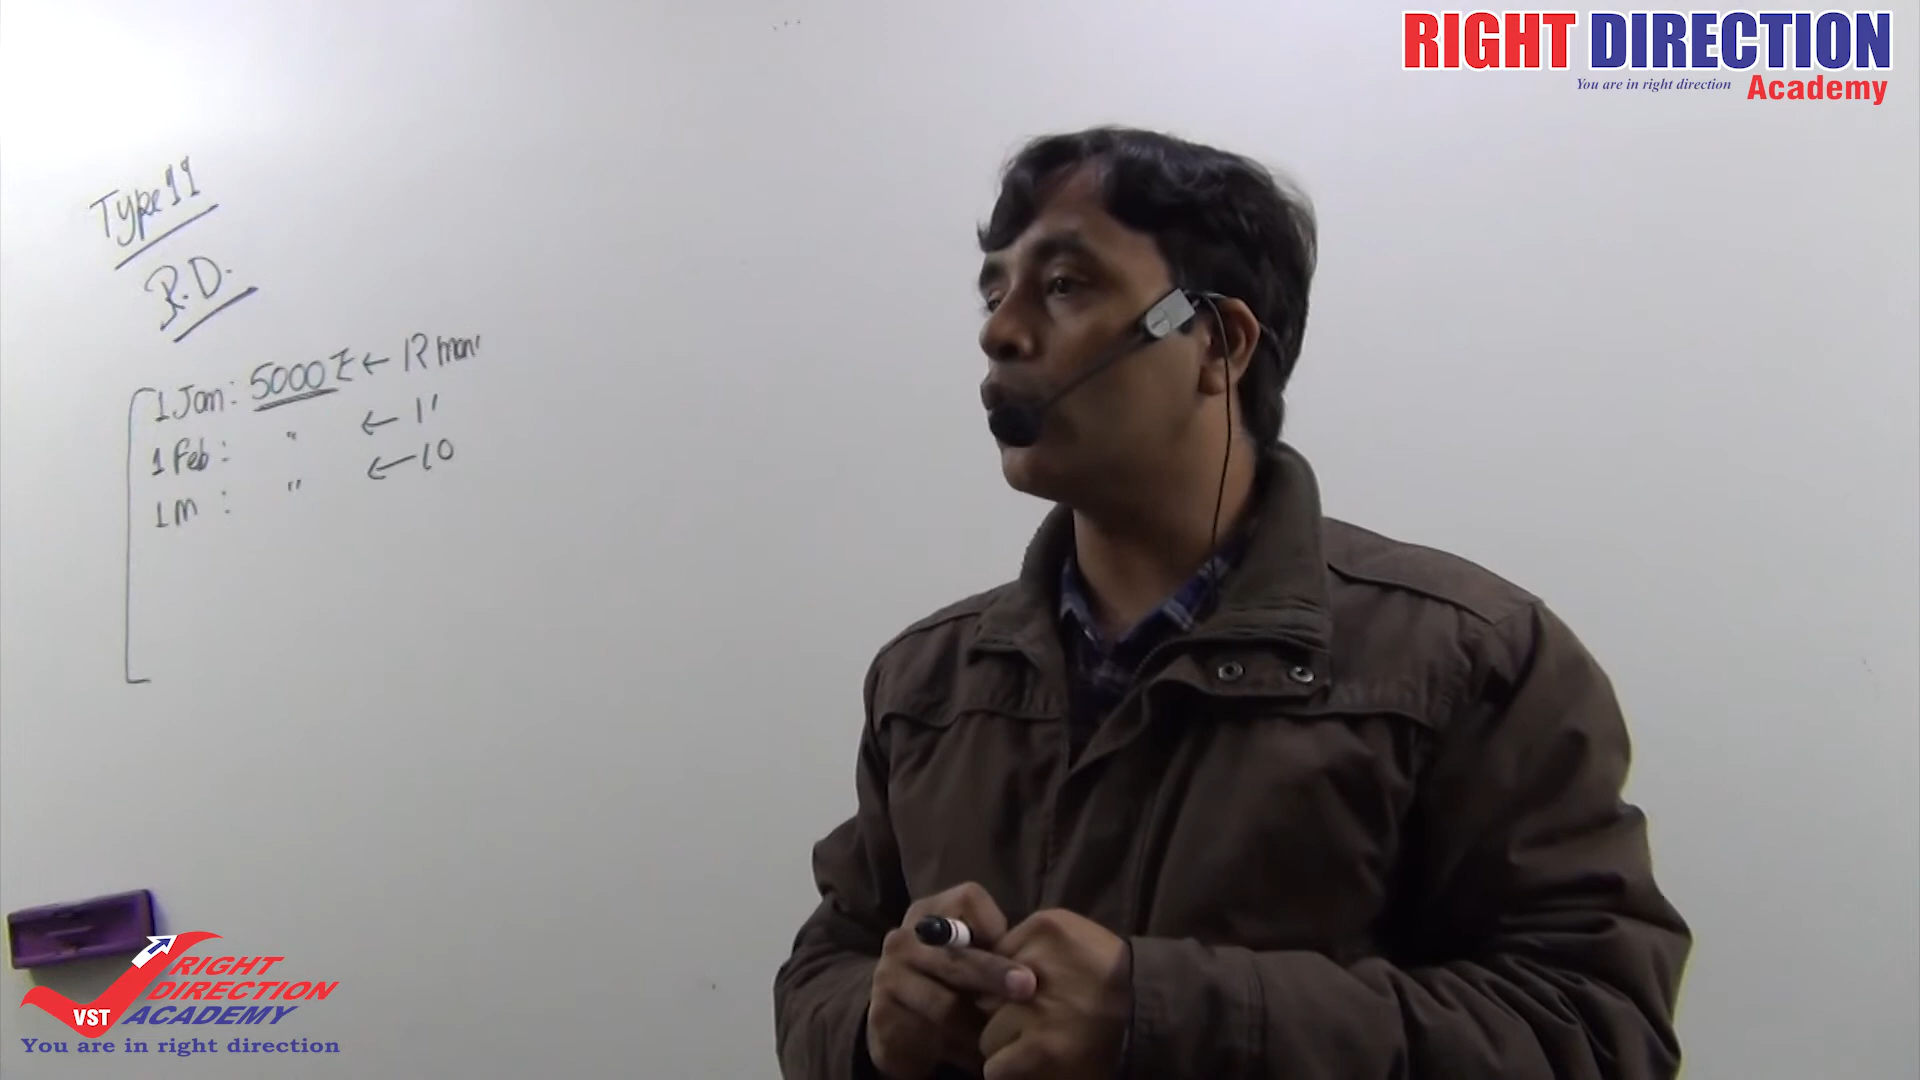 RIGHT DIRECTION
You are in right direction Academy
Type 11
R.D.
1 Jan: 5000 ₹ ← 12 mon
1 Feb: " ← 11
1 M : " ← 10
RIGHT
DIRECTION
VST ACADEMY
You are in right direction